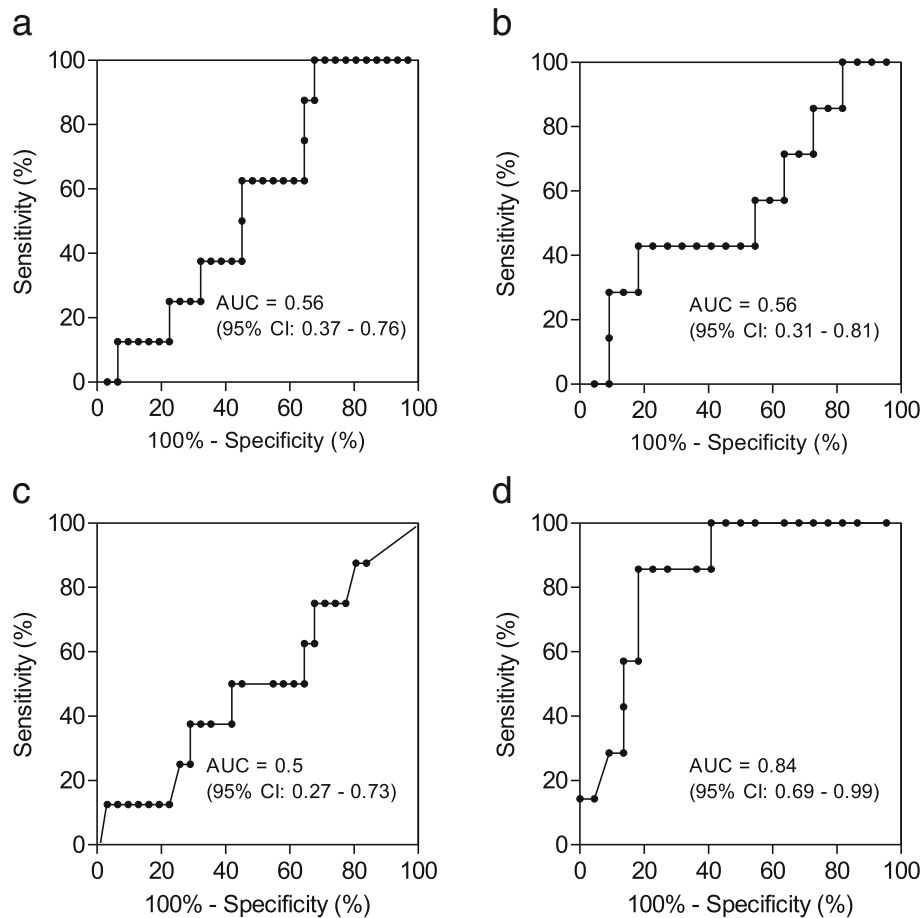 a
100
80
60
40
20
0
Sensitivity (%)
AUC = 0.56
(95% CI: 0.37 - 0.76)
0 20 40 60 80 100
100% - Specificity (%)
b
100
80
60
40
20
0
Sensitivity (%)
AUC = 0.56
(95% CI: 0.31 - 0.81)
0 20 40 60 80 100
100% - Specificity (%)
c
100
80
60
40
20
0
Sensitivity (%)
AUC = 0.5
(95% CI: 0.27 - 0.73)
0 20 40 60 80 100
100% - Specificity (%)
d
100
80
60
40
20
0
Sensitivity (%)
AUC = 0.84
(95% CI: 0.69 - 0.99)
0 20 40 60 80 100
100% - Specificity (%)